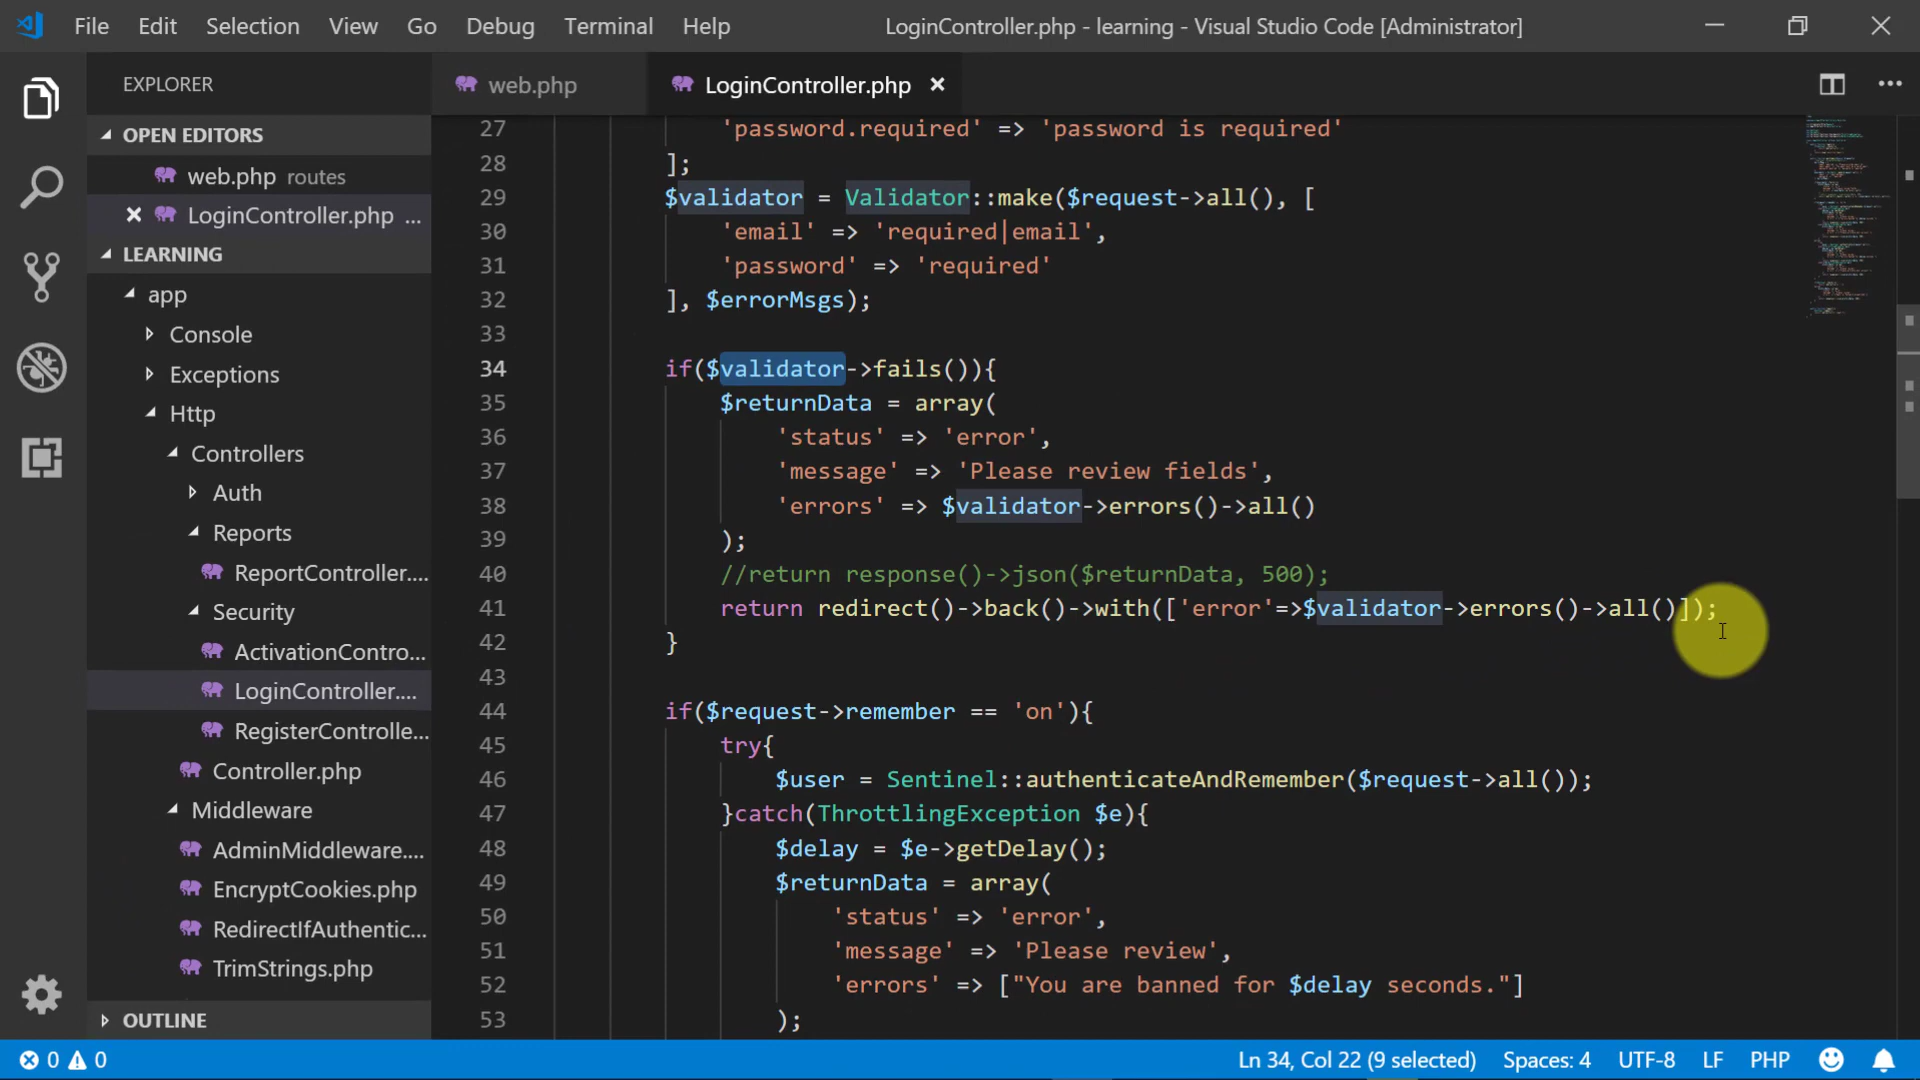 File Edit Selection View Go Debug Terminal Help LoginController.php - learning - Visual Studio Code [Administrator]
EXPLORER
web.php
LoginController.php
OPEN EDITORS
web.php routes
LoginController.php ...
LEARNING
app
Console
Exceptions
Http
Controllers
Auth
Reports
ReportController....
Security
ActivationContro...
LoginController....
RegisterControlle...
Controller.php
Middleware
AdminMiddleware....
EncryptCookies.php
RedirectIfAuthentic...
TrimStrings.php
OUTLINE
27 'password.required' => 'password is required'
28 ];
29 $validator = Validator::make($request->all(), [
30 'email' => 'required|email',
31 'password' => 'required'
32 ], $errorMsgs);
33
34 if($validator->fails()){
35 $returnData = array(
36 'status' => 'error',
37 'message' => 'Please review fields',
38 'errors' => $validator->errors()->all()
39 );
40 //return response()->json($returnData, 500);
41 return redirect()->back()->with(['error'=>$validator->errors()->all()]);
42 }
43
44 if($request->remember == 'on'){
45 try{
46 $user = Sentinel::authenticateAndRemember($request->all());
47 }catch(ThrottlingException $e){
48 $delay = $e->getDelay();
49 $returnData = array(
50 'status' => 'error',
51 'message' => 'Please review',
52 'errors' => ["You are banned for $delay seconds."]
53 );
0 0 Ln 34, Col 22 (9 selected) Spaces: 4 UTF-8 LF PHP